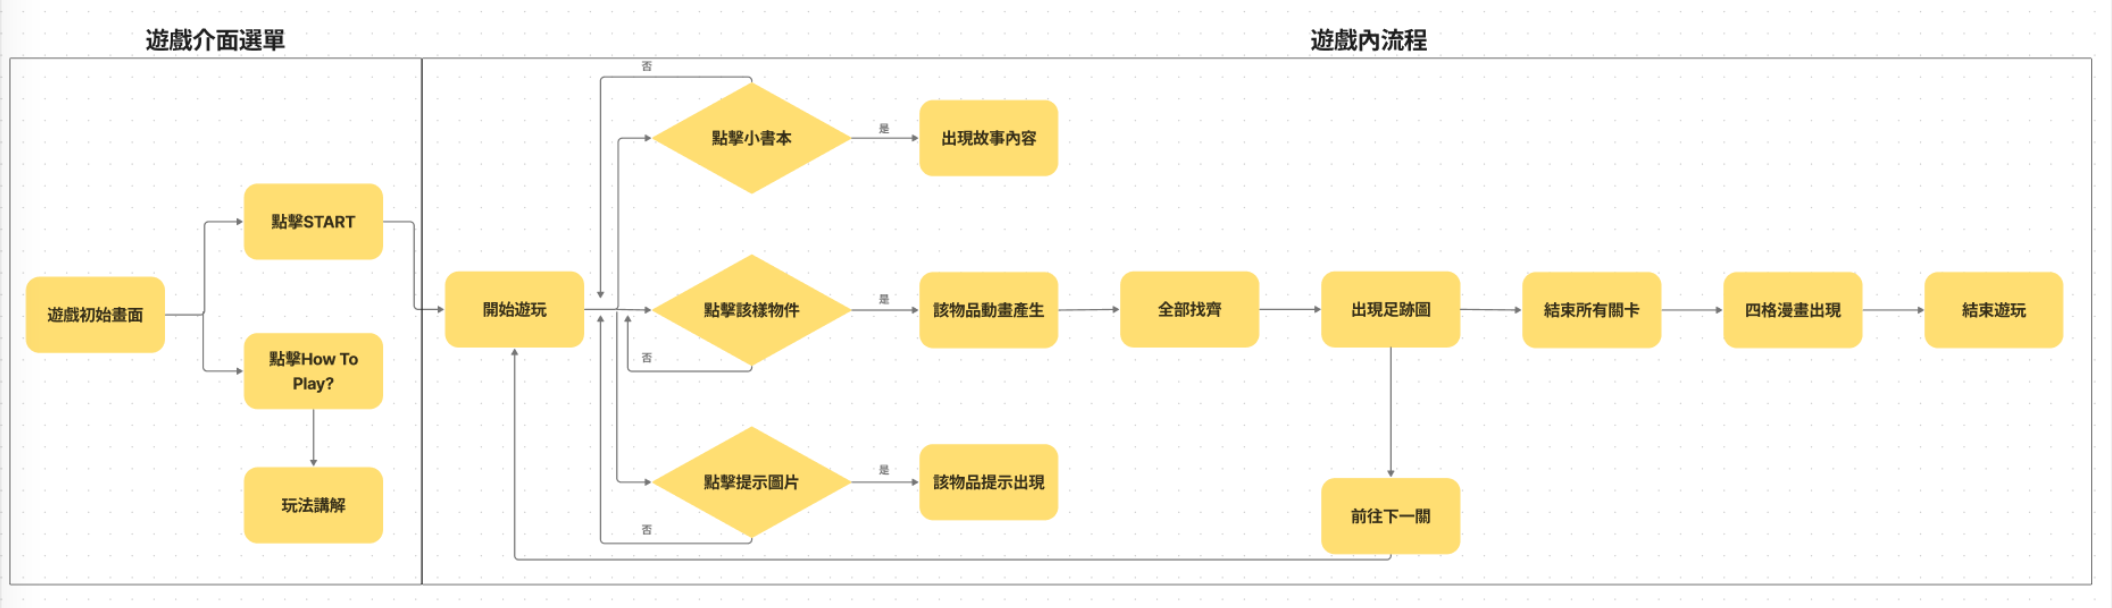 遊戲介面選單
遊戲內流程
遊戲初始畫面
點擊START
點擊How To
Play?
玩法講解
開始遊玩
否
點擊小書本
是
出現故事內容
點擊該樣物件
否
是
該物品動畫產生
全部找齊
出現足跡圖
結束所有關卡
四格漫畫出現
結束遊玩
點擊提示圖片
否
是
該物品提示出現
前往下一關